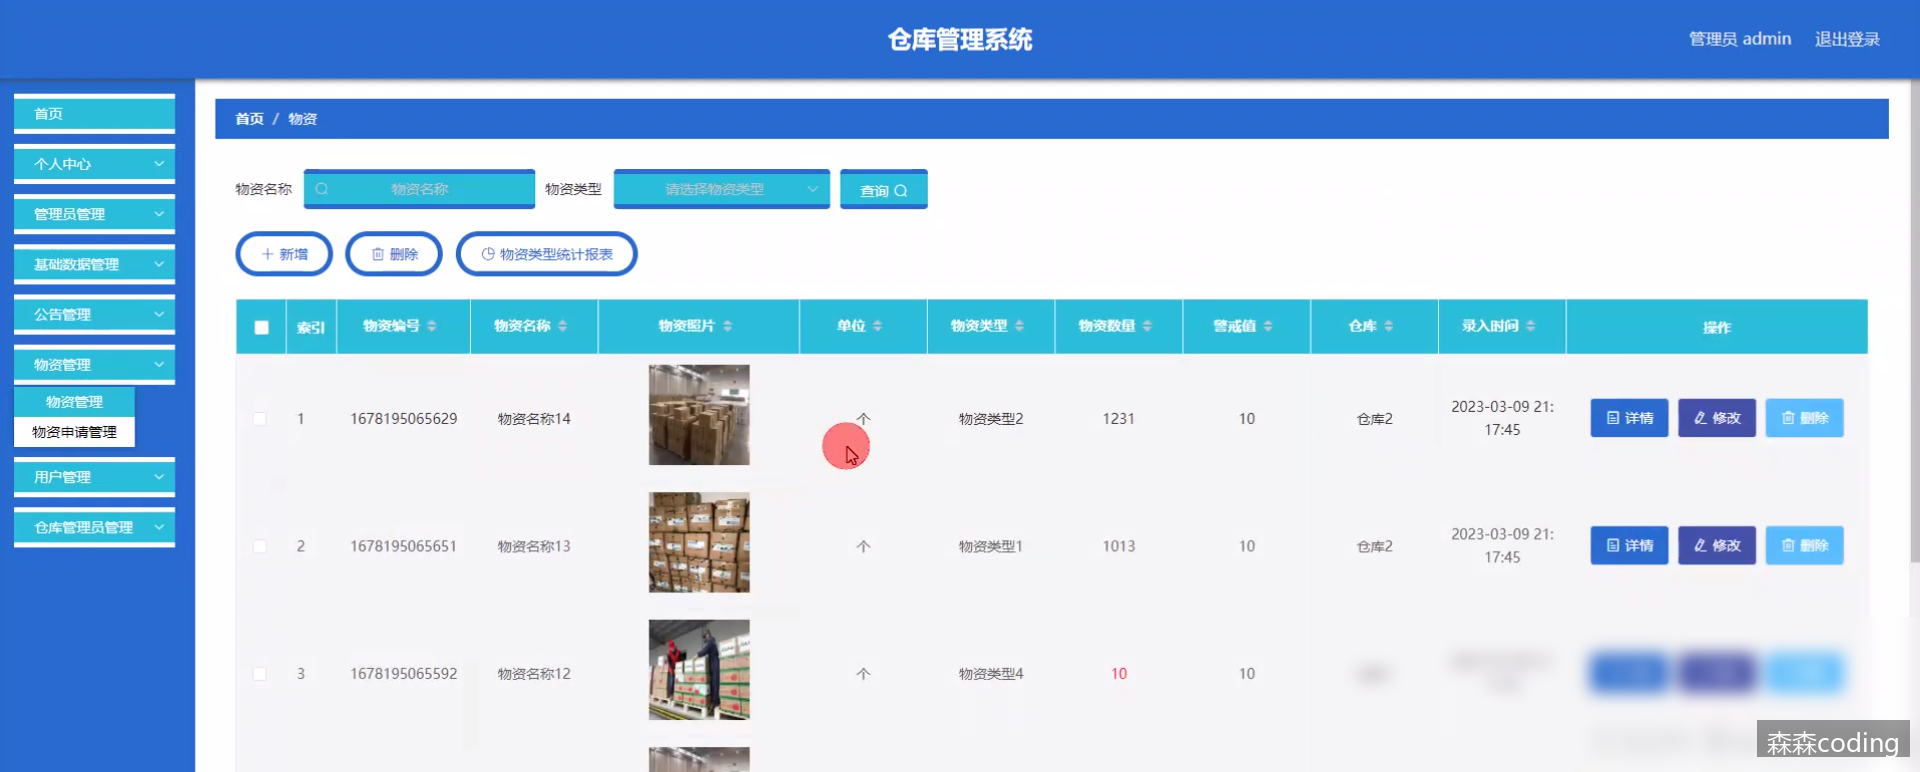 仓库管理系统
管理员 admin 退出登录
首页
个人中心
管理员管理
基础数据管理
公告管理
物资管理
物资管理
物资申请管理
用户管理
仓库管理员管理
首页 / 物资
物资名称 物资名称 物资类型 请选择物资类型 查询
新增 删除 物资类型统计报表
索引 物资编号 物资名称 物资照片 单位 物资类型 物资数量 警戒值 仓库 录入时间 操作
1 1678195065629 物资名称14 个 物资类型2 1231 10 仓库2 2023-03-09 21:17:45 详情 修改 删除
2 1678195065651 物资名称13 个 物资类型1 1013 10 仓库2 2023-03-09 21:17:45 详情 修改 删除
3 1678195065592 物资名称12 个 物资类型4 10 10
森森coding